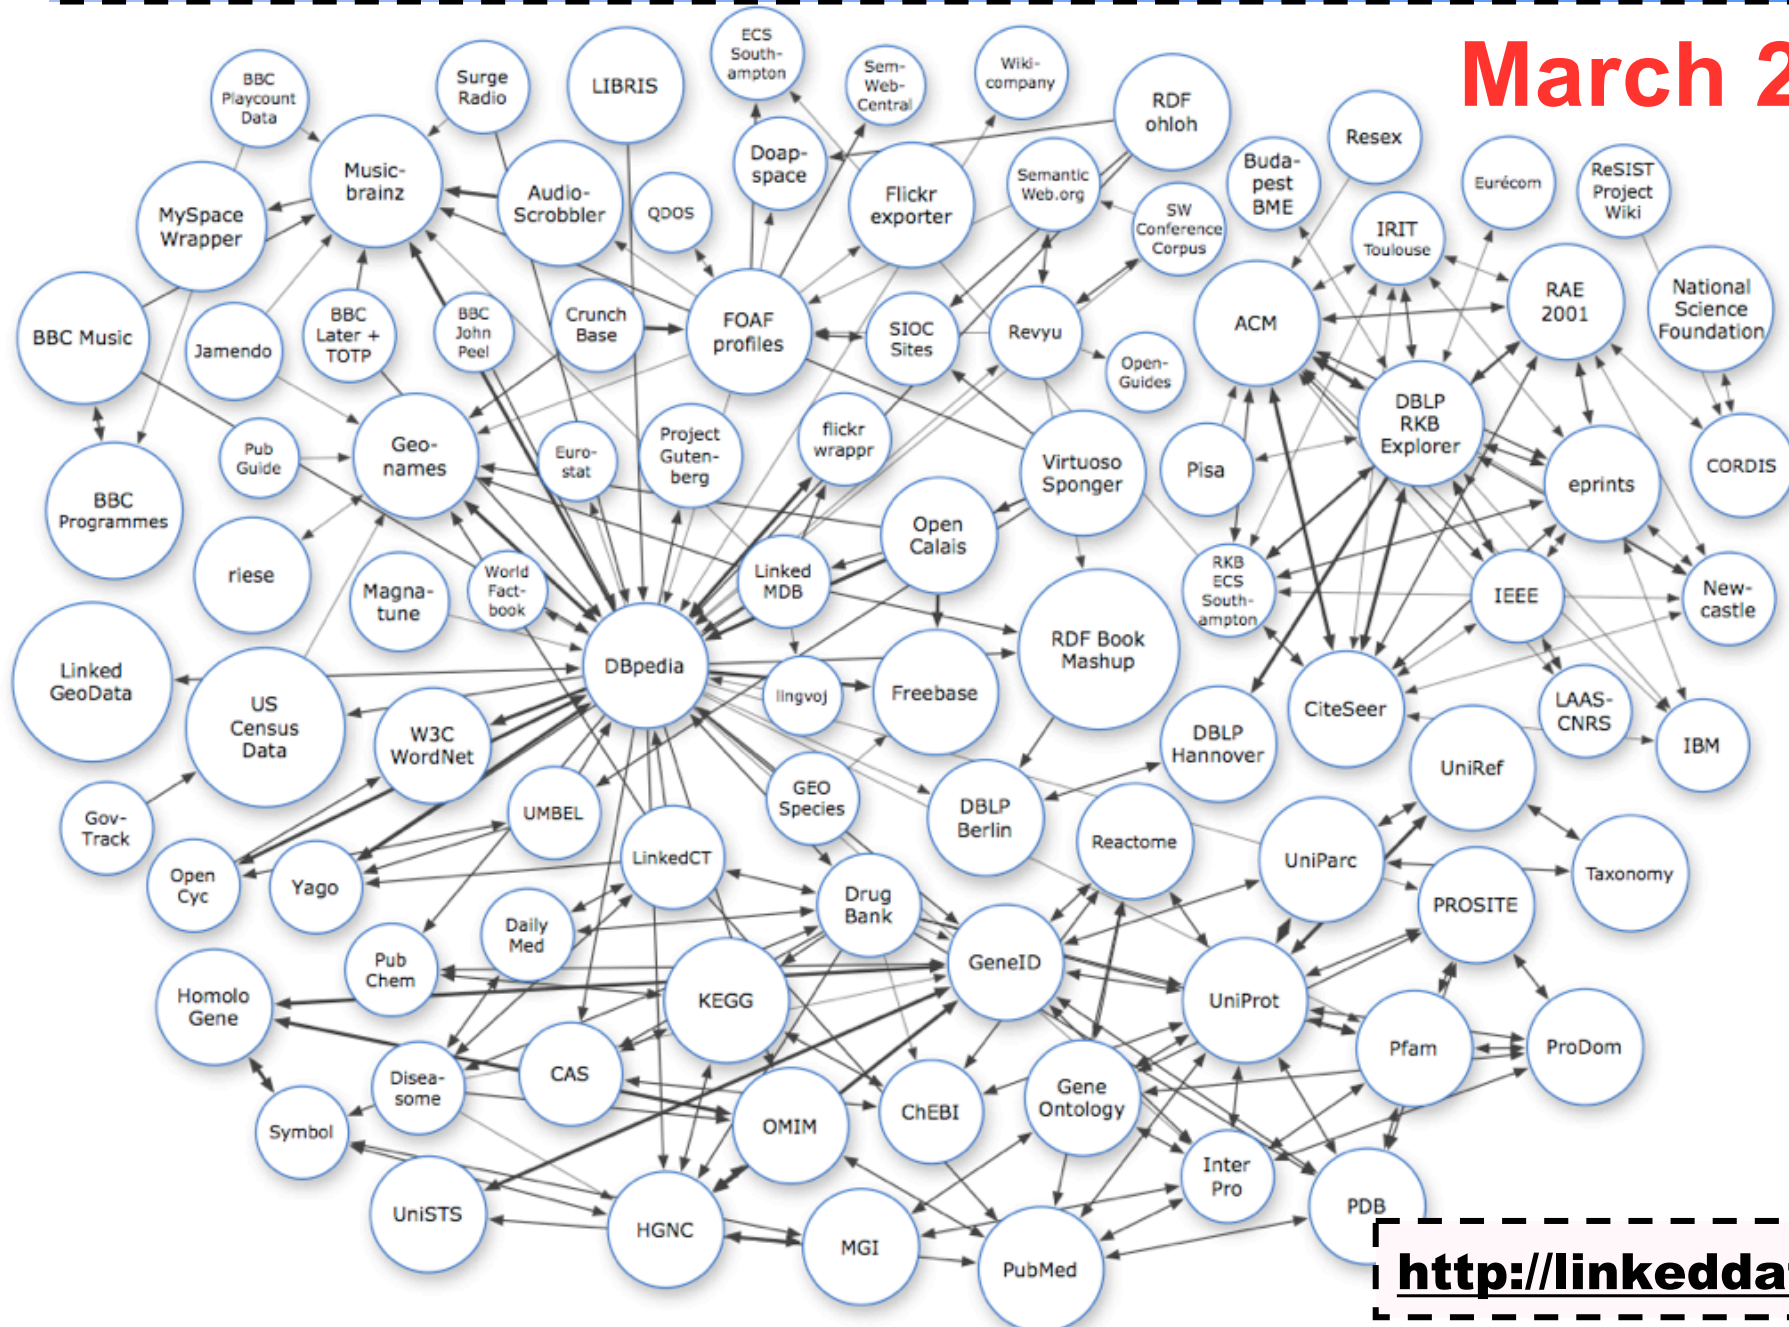 March 2
ECS
South-
ampton
BBC
Playcount
Data
Surge
Radio
LIBRIS
Sem-
Web-
Central
Wiki-
company
RDF
ohloh
Resex
Music-
brainz
Audio-
Scrobbler
Doap-
space
Flickr
exporter
Semantic
Web.org
Buda-
pest
BME
Eurécom
ReSIST
Project
Wiki
MySpace
Wrapper
QDOS
SW
Conference
Corpus
IRIT
Toulouse
BBC Music
Jamendo
BBC
Later +
TOTP
BBC
John
Peel
Crunch
Base
FOAF
profiles
SIOC
Sites
Revyu
Open-
Guides
ACM
RAE
2001
National
Science
Foundation
Pub
Guide
Geo-
names
Euro-
stat
Project
Guten-
berg
flickr
wrappr
Virtuoso
Sponger
Pisa
DBLP
RKB
Explorer
eprints
CORDIS
BBC
Programmes
Open
Calais
riese
Magna-
tune
World
Fact-
book
Linked
MDB
RKB
ECS
South-
ampton
IEEE
New-
castle
Linked
GeoData
US
Census
Data
W3C
WordNet
DBpedia
lingvoj
Freebase
RDF Book
Mashup
DBLP
Hannover
CiteSeer
LAAS-
CNRS
IBM
Gov-
Track
UMBEL
GEO
Species
DBLP
Berlin
Reactome
UniRef
Open
Cyc
Yago
LinkedCT
UniParc
Taxonomy
Daily
Med
Drug
Bank
PROSITE
Pub
Chem
GeneID
Homolo
Gene
KEGG
UniProt
Pfam
ProDom
Disea-
some
CAS
ChEBI
Gene
Ontology
Symbol
OMIM
Inter
Pro
UniSTS
HGNC
MGI
PubMed
PDB
http://linkedda